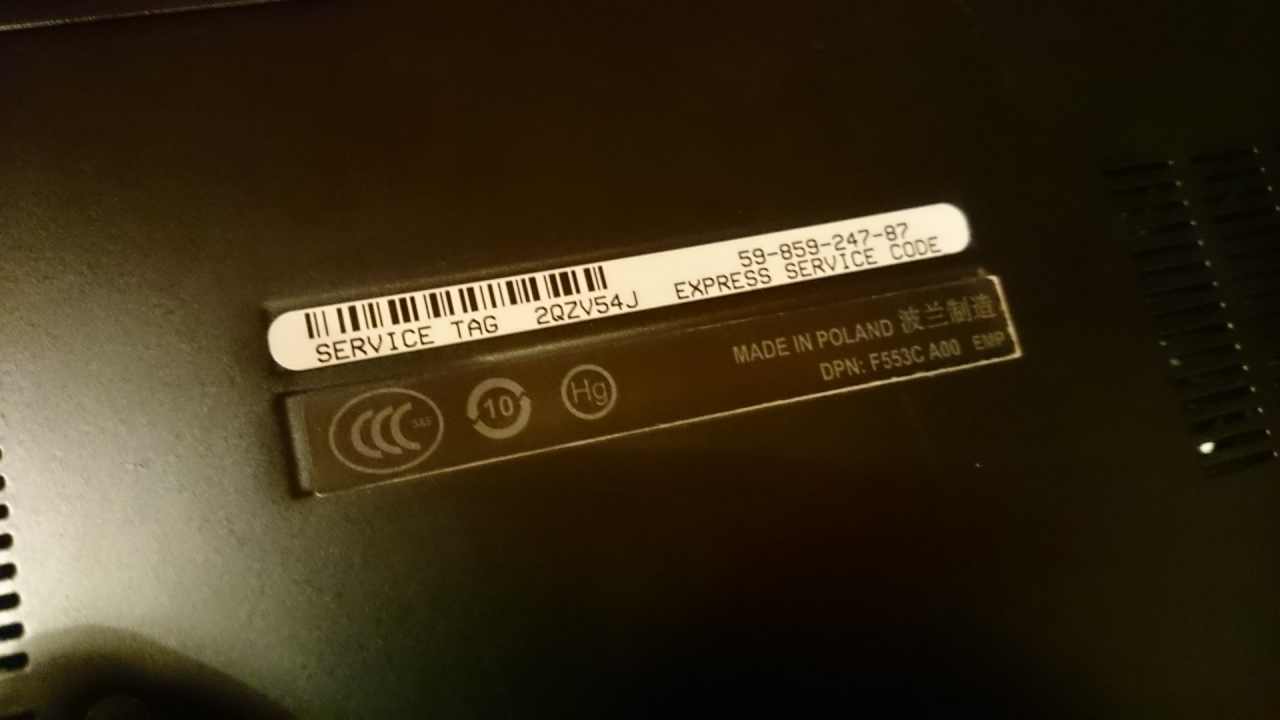 59-859-247-87
SERVICE TAG 2QZV54J EXPRESS SERVICE CODE
MADE IN POLAND 波兰制造
DPN: F553C A00 EMP
CCC S&E 10 Hg